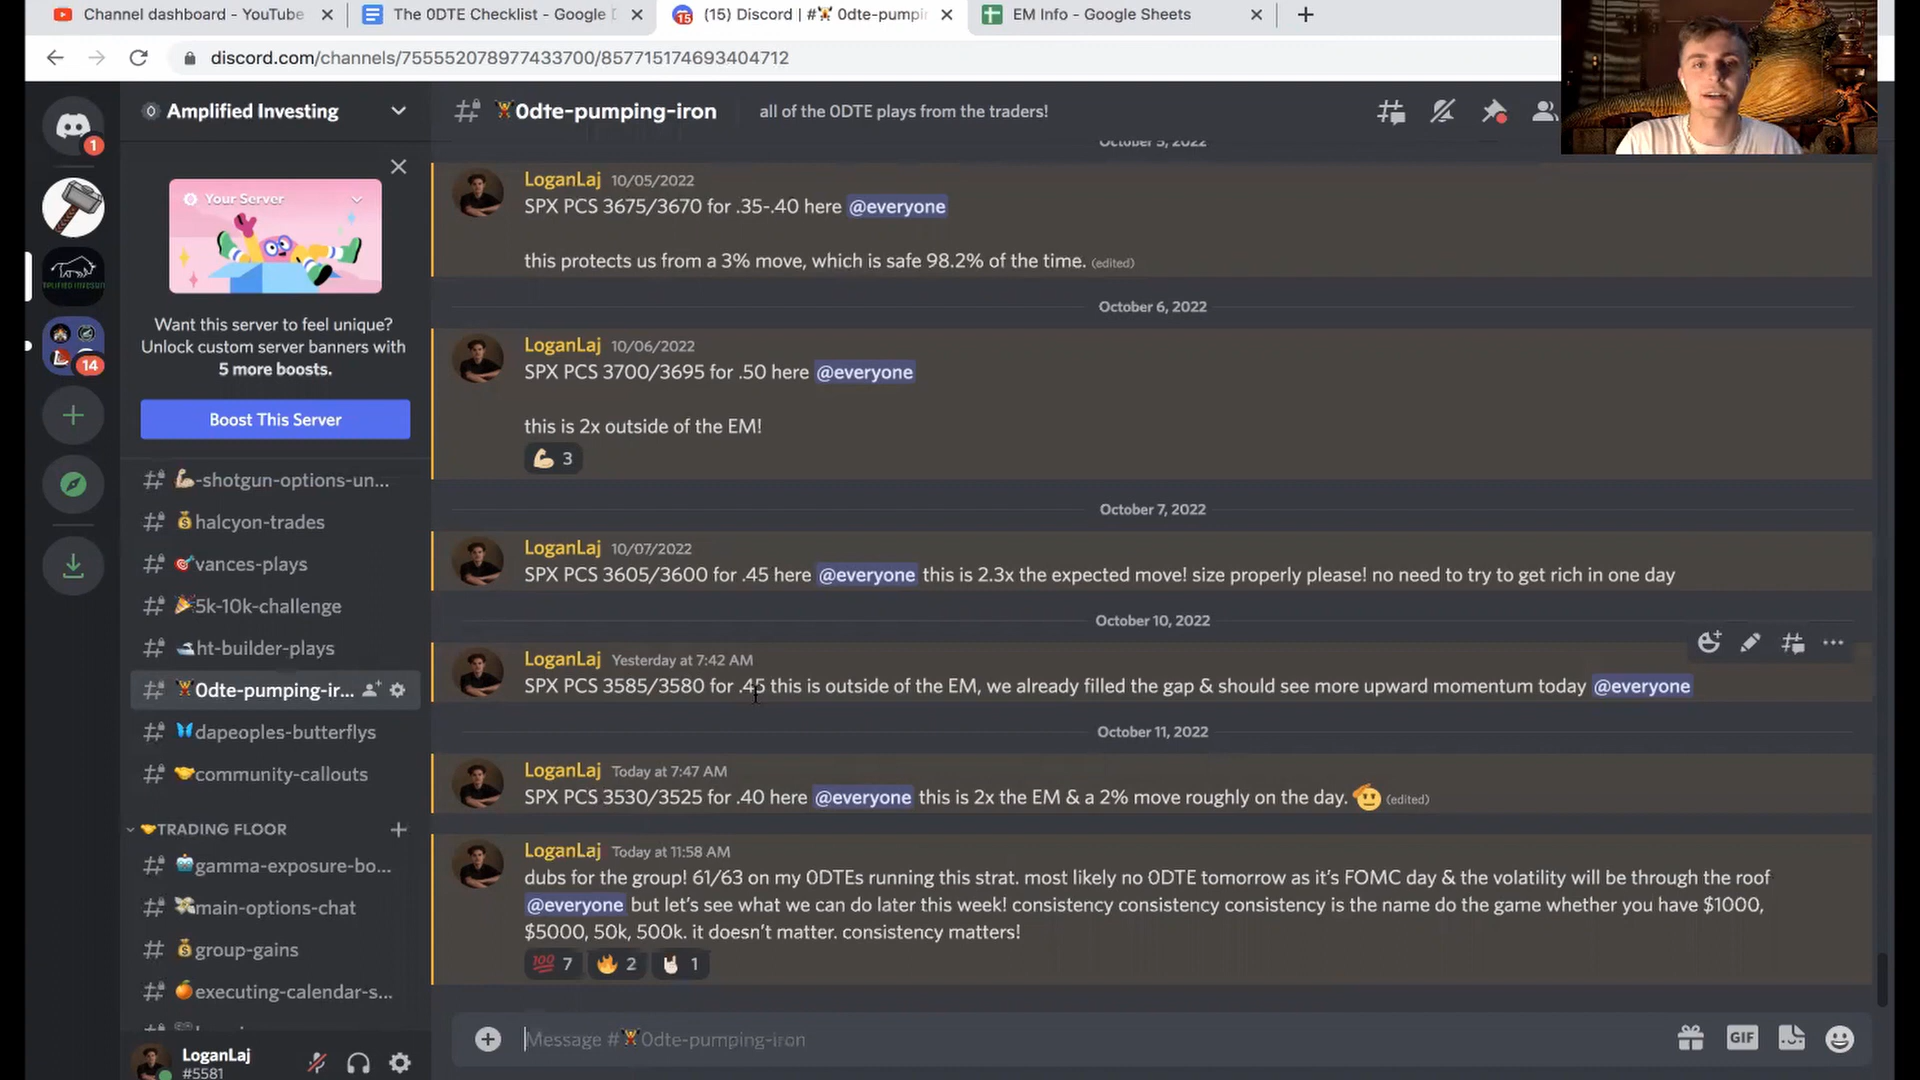 Channel dashboard - YouTube
The 0DTE Checklist - Google
(15) Discord | # 0dte-pumpin
EM Info - Google Sheets
discord.com/channels/755552078977433700/857715174693404712
Amplified Investing
0dte-pumping-iron
all of the 0DTE plays from the traders!
Your Server
Want this server to feel unique?
Unlock custom server banners with
5 more boosts.
Boost This Server
1
14
-shotgun-options-un...
halcyon-trades
vances-plays
5k-10k-challenge
ht-builder-plays
0dte-pumping-ir...
dapeoples-butterflys
community-callouts
TRADING FLOOR
gamma-exposure-bo...
main-options-chat
group-gains
executing-calendar-s...
LoganLaj
#5581
October 5, 2022
LoganLaj 10/05/2022
SPX PCS 3675/3670 for .35-.40 here @everyone
this protects us from a 3% move, which is safe 98.2% of the time. (edited)
October 6, 2022
LoganLaj 10/06/2022
SPX PCS 3700/3695 for .50 here @everyone
this is 2x outside of the EM!
💪 3
October 7, 2022
LoganLaj 10/07/2022
SPX PCS 3605/3600 for .45 here @everyone this is 2.3x the expected move! size properly please! no need to try to get rich in one day
October 10, 2022
LoganLaj Yesterday at 7:42 AM
SPX PCS 3585/3580 for .45 this is outside of the EM, we already filled the gap & should see more upward momentum today @everyone
October 11, 2022
LoganLaj Today at 7:47 AM
SPX PCS 3530/3525 for .40 here @everyone this is 2x the EM & a 2% move roughly on the day. 🫡 (edited)
LoganLaj Today at 11:58 AM
dubs for the group! 61/63 on my 0DTEs running this strat. most likely no 0DTE tomorrow as it's FOMC day & the volatility will be through the roof
@everyone but let's see what we can do later this week! consistency consistency consistency is the name do the game whether you have $1000,
$5000, 50k, 500k. it doesn't matter. consistency matters!
💯 7 🔥 2 🤘 1
Message # 0dte-pumping-iron
GIF